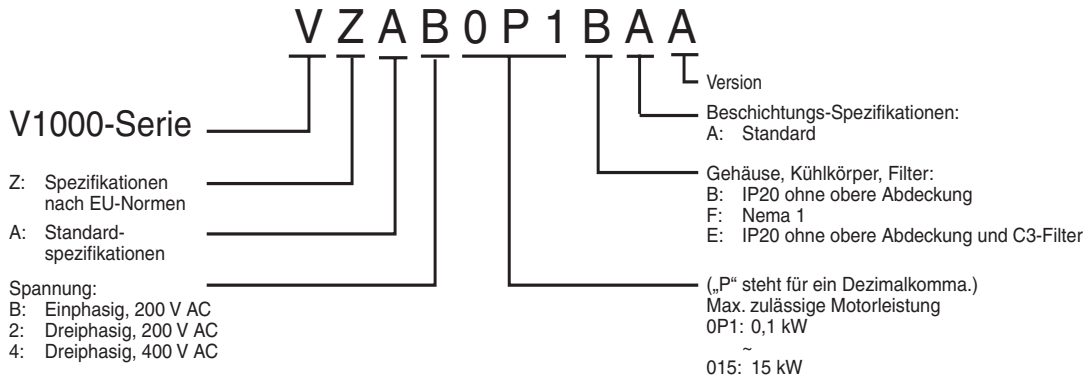 V Z A B 0 P 1 B A A
V1000-Serie
Z: Spezifikationen
nach EU-Normen
A: Standard-
spezifikationen
Spannung:
B: Einphasig, 200 V AC
2: Dreiphasig, 200 V AC
4: Dreiphasig, 400 V AC
Version
Beschichtungs-Spezifikationen:
A: Standard
Gehäuse, Kühlkörper, Filter:
B: IP20 ohne obere Abdeckung
F: Nema 1
E: IP20 ohne obere Abdeckung und C3-Filter
(„P“ steht für ein Dezimalkomma.)
Max. zulässige Motorleistung
0P1: 0,1 kW
~
015: 15 kW